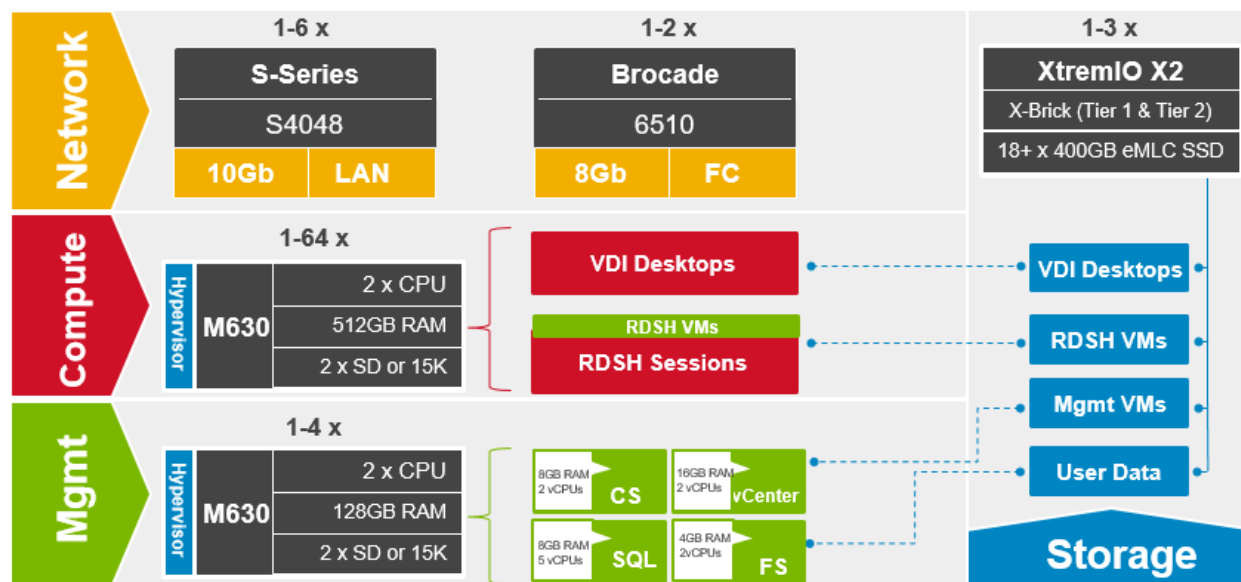 Network
1-6 x
S-Series
S4048
10Gb
LAN
1-2 x
Brocade
6510
8Gb
FC
1-3 x
XtremIO X2
X-Brick (Tier 1 & Tier 2)
18+ x 400GB eMLC SSD
Compute
1-64 x
Hypervisor
M630
2 x CPU
512GB RAM
2 x SD or 15K
VDI Desktops
RDSH VMs
RDSH Sessions
VDI Desktops
RDSH VMs
Mgmt VMs
User Data
Storage
Mgmt
1-4 x
Hypervisor
M630
2 x CPU
128GB RAM
2 x SD or 15K
8GB RAM
2 vCPUs
CS
16GB RAM
2 vCPUs
vCenter
8GB RAM
5 vCPUs
SQL
4GB RAM
2vCPUs
FS